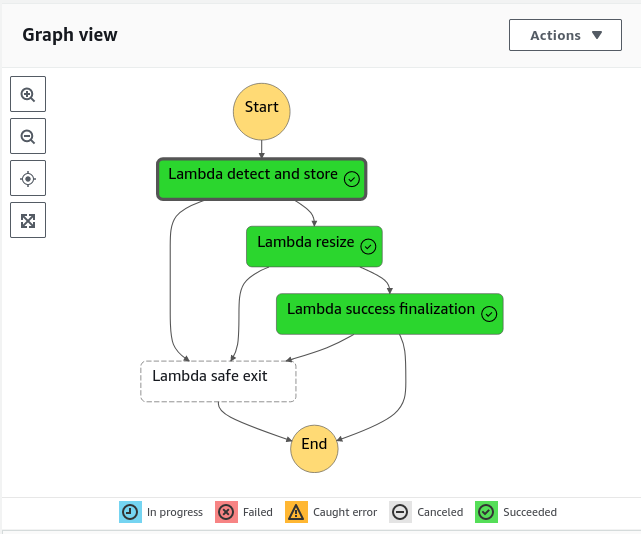 Graph view
Actions
Start
Lambda detect and store
Lambda resize
Lambda success finalization
Lambda safe exit
End
In progress
Failed
Caught error
Canceled
Succeeded